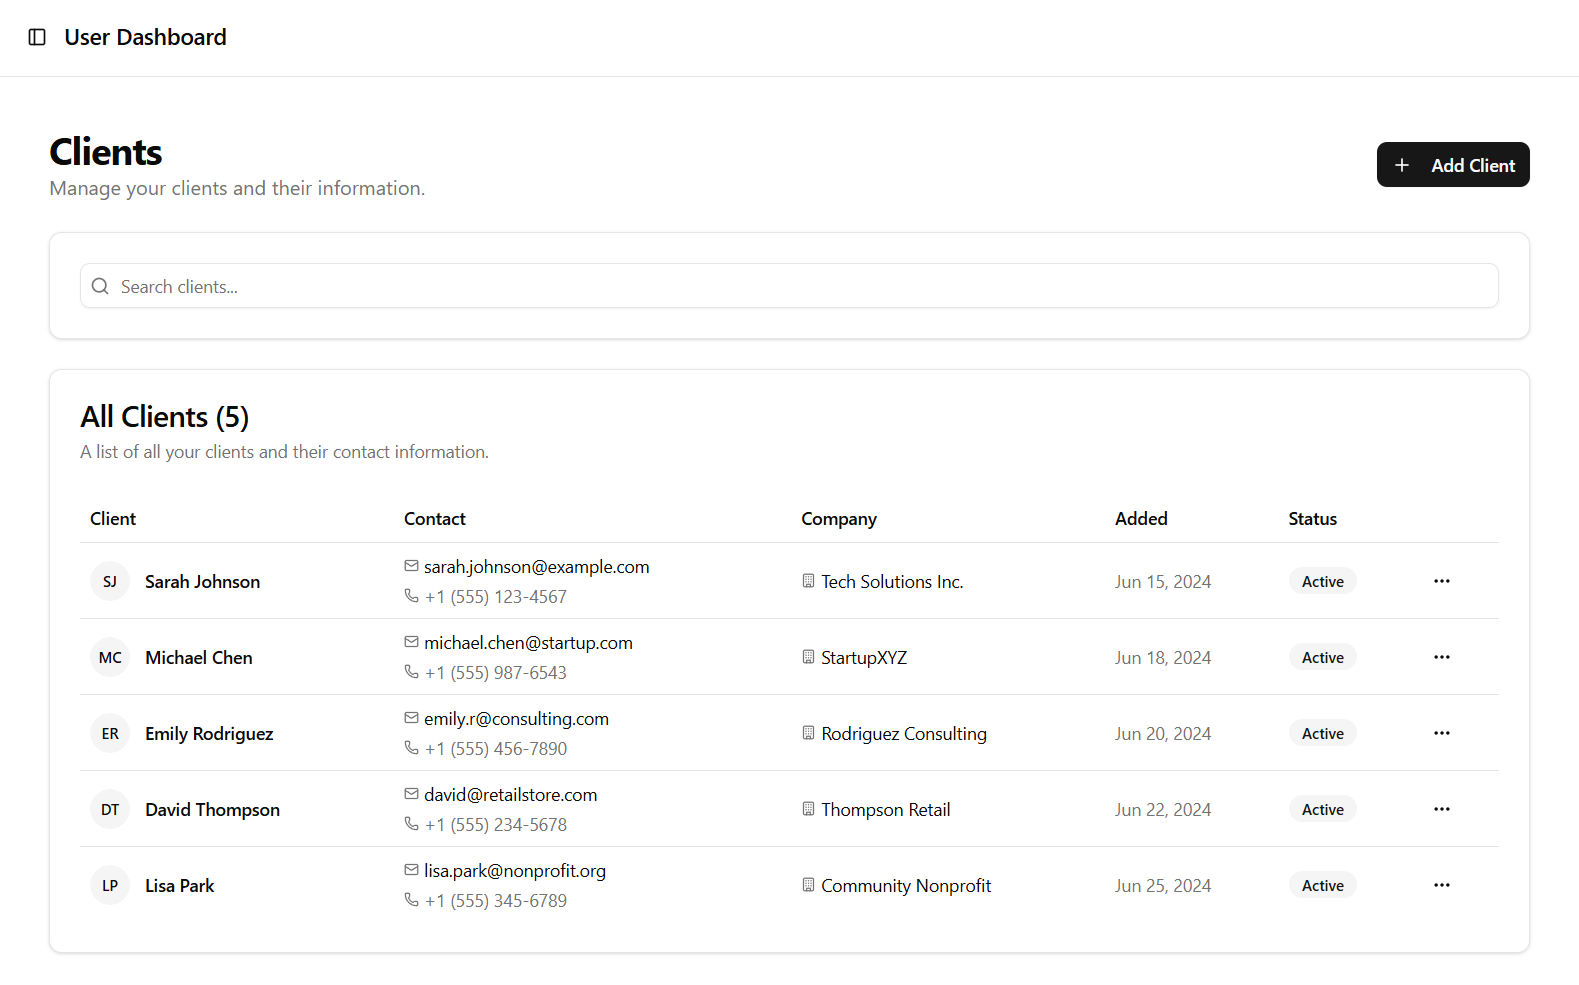 User Dashboard
Clients
Manage your clients and their information.
Add Client
Search clients...
All Clients (5)
A list of all your clients and their contact information.
Client Contact Company Added Status
SJ Sarah Johnson sarah.johnson@example.com Tech Solutions Inc. Jun 15, 2024 Active
+1 (555) 123-4567
MC Michael Chen michael.chen@startup.com StartupXYZ Jun 18, 2024 Active
+1 (555) 987-6543
ER Emily Rodriguez emily.r@consulting.com Rodriguez Consulting Jun 20, 2024 Active
+1 (555) 456-7890
DT David Thompson david@retailstore.com Thompson Retail Jun 22, 2024 Active
+1 (555) 234-5678
LP Lisa Park lisa.park@nonprofit.org Community Nonprofit Jun 25, 2024 Active
+1 (555) 345-6789